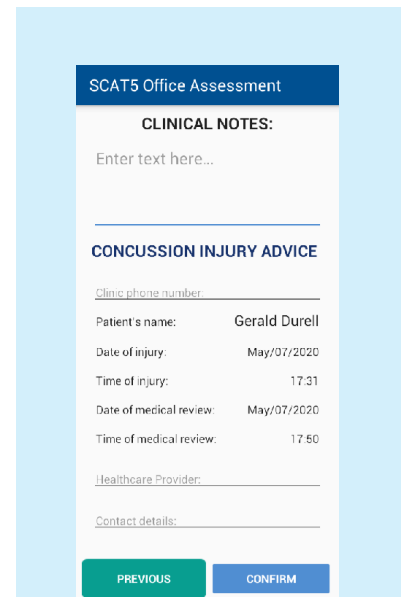 SCAT5 Office Assessment
CLINICAL NOTES:
Enter text here...
CONCUSSION INJURY ADVICE
Clinic phone number:
Patient's name: Gerald Durell
Date of injury: May/07/2020
Time of injury: 17:31
Date of medical review: May/07/2020
Time of medical review: 17:50
Healthcare Provider:
Contact details:
PREVIOUS CONFIRM